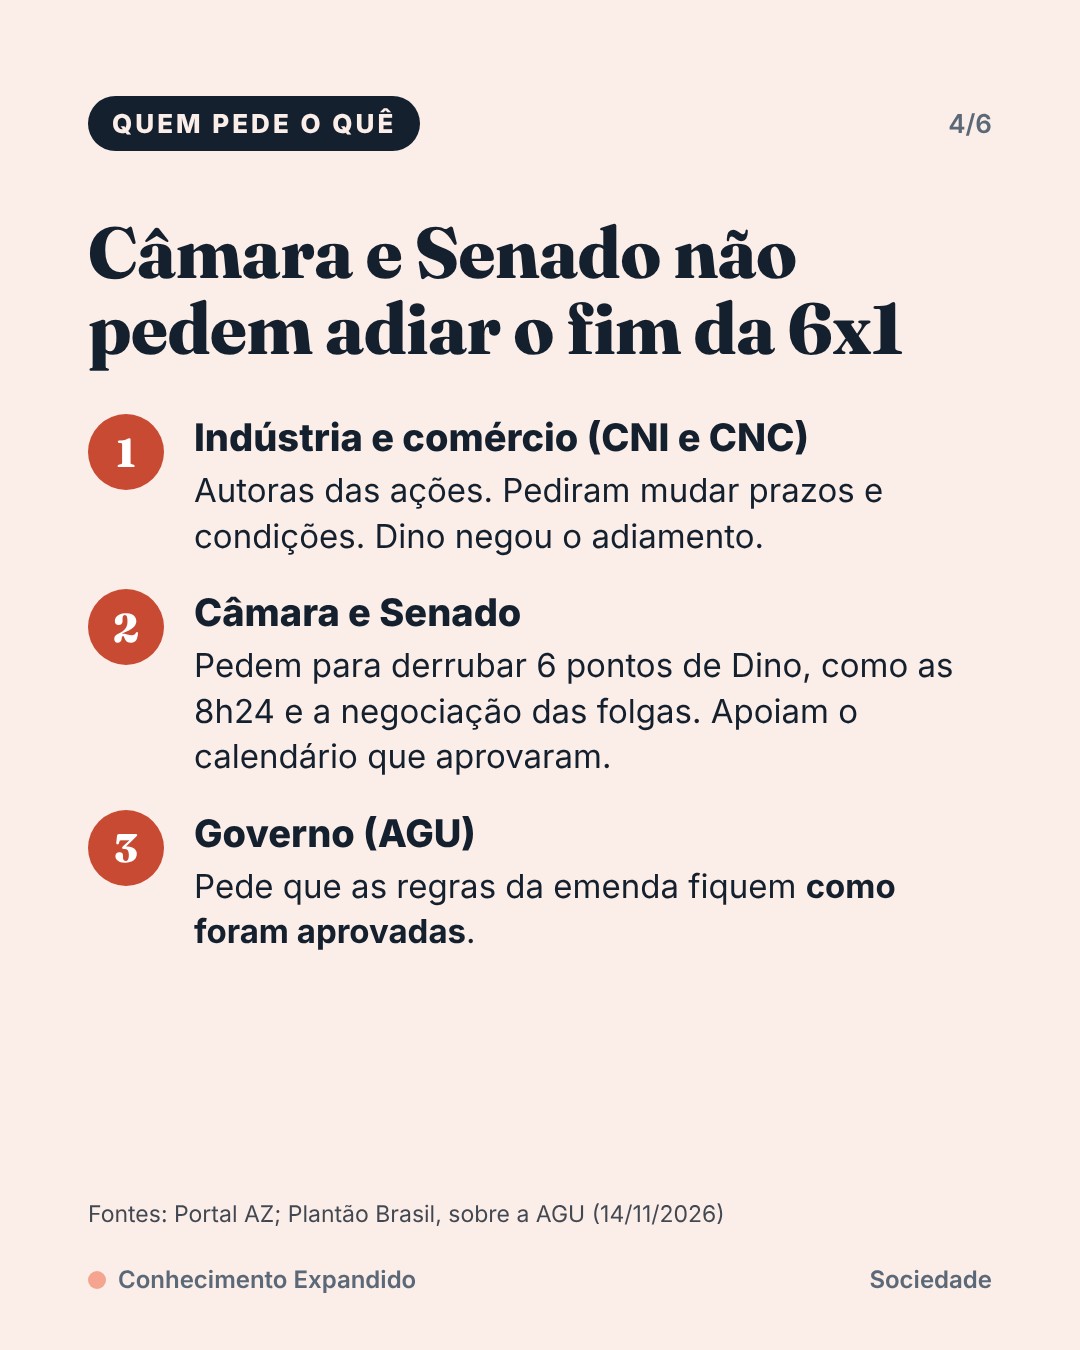 QUEM PEDE O QUÊ
4/6
Câmara e Senado não
pedem adiar o fim da 6x1
1
Indústria e comércio (CNI e CNC)
Autoras das ações. Pediram mudar prazos e
condições. Dino negou o adiamento.
2
Câmara e Senado
Pedem para derrubar 6 pontos de Dino, como as
8h24 e a negociação das folgas. Apoiam o
calendário que aprovaram.
3
Governo (AGU)
Pede que as regras da emenda fiquem como
foram aprovadas.
Fontes: Portal AZ; Plantão Brasil, sobre a AGU (14/11/2026)
Conhecimento Expandido
Sociedade